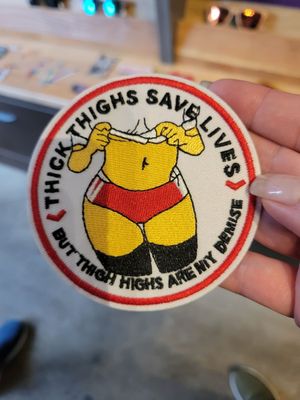 THICK THIGHS SAVE LIVES
BUT THIGH HIGHS ARE MY DEMISE